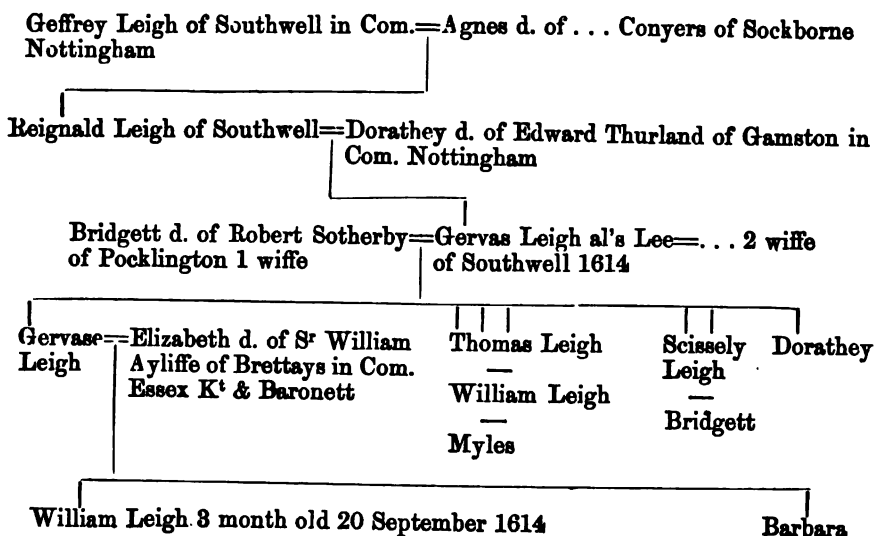 Geffrey Leigh of Southwell in Com.=Agnes d. of . . . Conyers of Sockborne
Nottingham
Reignald Leigh of Southwell=Dorathey d. of Edward Thurland of Gamston in
Com. Nottingham
Bridgett d. of Robert Sotherby=Gervas Leigh al's Lee=. . . 2 wiffe
of Pocklington 1 wiffe
of Southwell 1614
Gervase=Elizabeth d. of Sʳ William
Leigh
Ayliffe of Brettays in Com.
Essex Kᵗ & Baronett
Thomas Leigh
William Leigh
Myles
Scissely
Leigh
Bridgett
Dorathey
William Leigh 3 month old 20 September 1614
Barbara